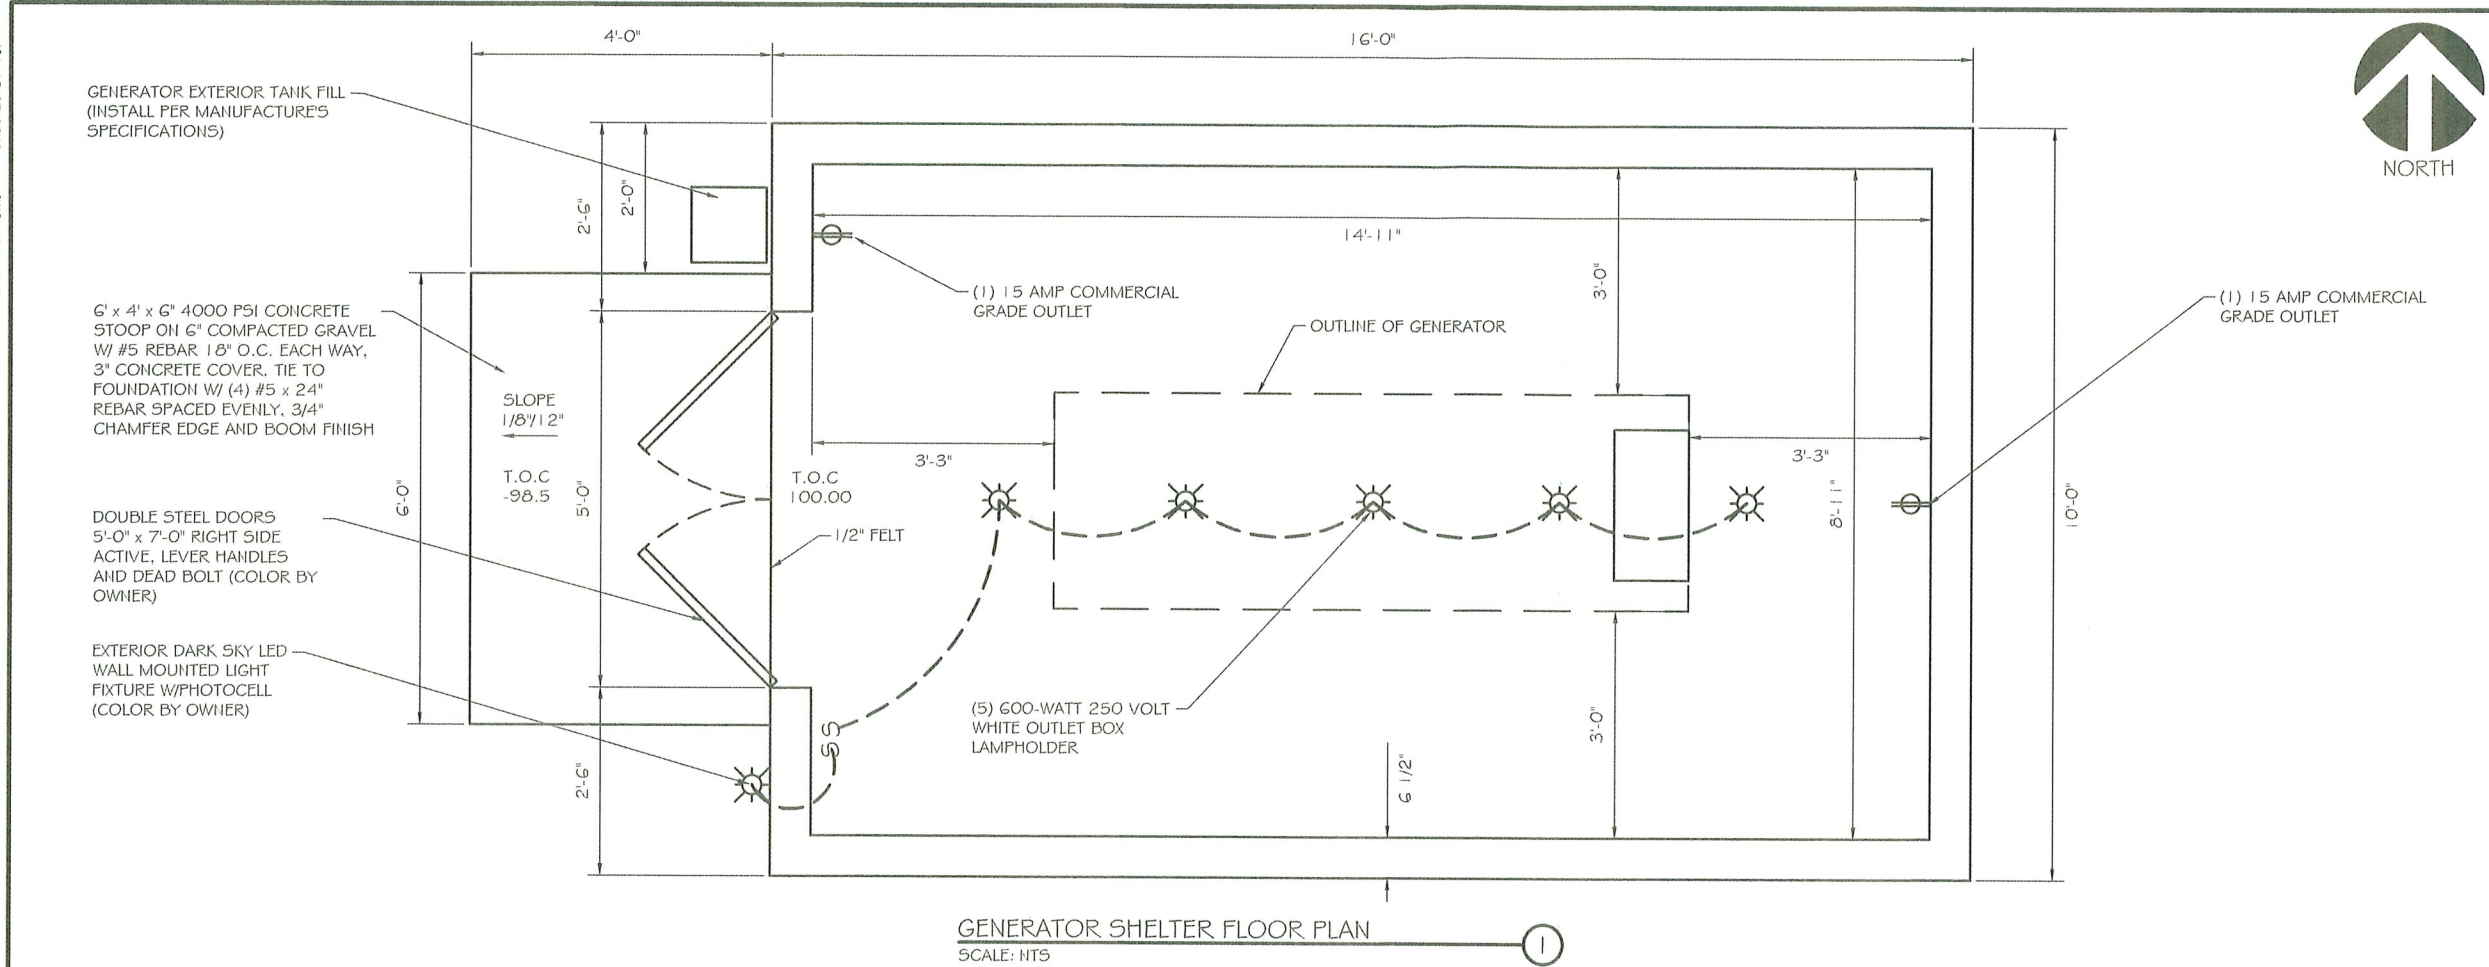 4'-0"
16'-0"
GENERATOR EXTERIOR TANK FILL
(INSTALL PER MANUFACTURE'S
SPECIFICATIONS)
NORTH
2'-6"
2'-0"
14'-11"
3'-0"
(1) 15 AMP COMMERCIAL
GRADE OUTLET
(1) 15 AMP COMMERCIAL
GRADE OUTLET
OUTLINE OF GENERATOR
6' x 4' x 6" 4000 PSI CONCRETE
STOOP ON 6" COMPACTED GRAVEL
W/ #5 REBAR 18" O.C. EACH WAY,
3" CONCRETE COVER. TIE TO
FOUNDATION W/ (4) #5 x 24"
REBAR SPACED EVENLY, 3/4"
CHAMFER EDGE AND BOOM FINISH
SLOPE
1/8"/12"
T.O.C
-98.5
6'-0"
5'-0"
T.O.C
100.00
3'-3"
3'-3"
8'-11"
10'-0"
1/2" FELT
DOUBLE STEEL DOORS
5'-0" x 7'-0" RIGHT SIDE
ACTIVE, LEVER HANDLES
AND DEAD BOLT (COLOR BY
OWNER)
EXTERIOR DARK SKY LED
WALL MOUNTED LIGHT
FIXTURE W/PHOTOCELL
(COLOR BY OWNER)
S
S
2'-6"
(5) 600-WATT 250 VOLT
WHITE OUTLET BOX
LAMPHOLDER
3'-0"
6 1/2"
GENERATOR SHELTER FLOOR PLAN
1
SCALE: NTS